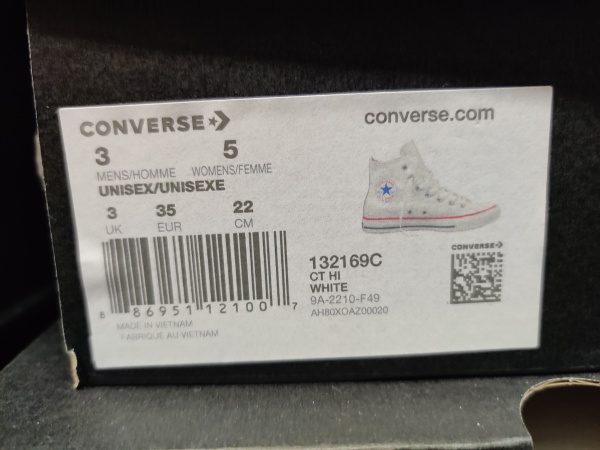 CONVERSE
converse.com
3 5
MENS/HOMME WOMENS/FEMME
UNISEX/UNISEXE
3 35 22
UK EUR CM
CONVERSE
132169C
CT HI
WHITE
9A-2210-F49
AH80XOAZ00020
8 86951 12100 7
MADE IN VIETNAM
FABRIQUE AU VIETNAM